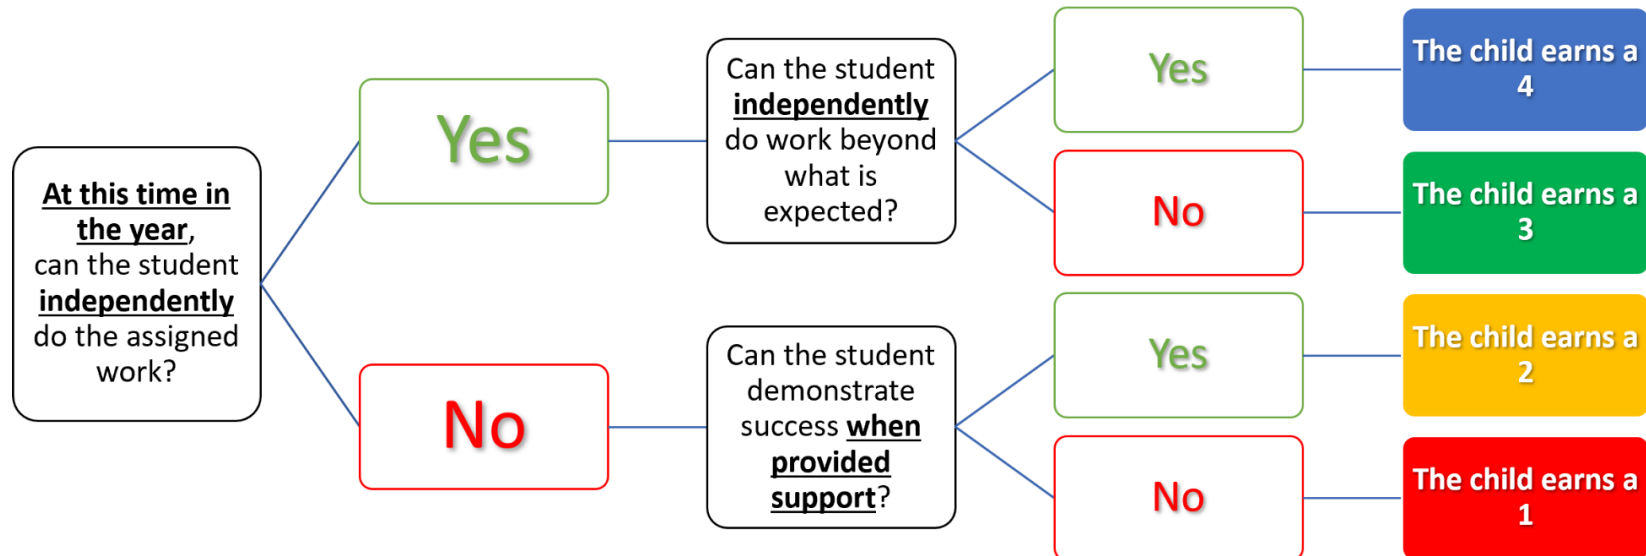 At this time in
the year,
can the student
independently
do the assigned
work?
Yes
No
Can the student
independently
do work beyond
what is
expected?
Can the student
demonstrate
success when
provided
support?
Yes
No
Yes
No
The child earns a
4
The child earns a
3
The child earns a
2
The child earns a
1